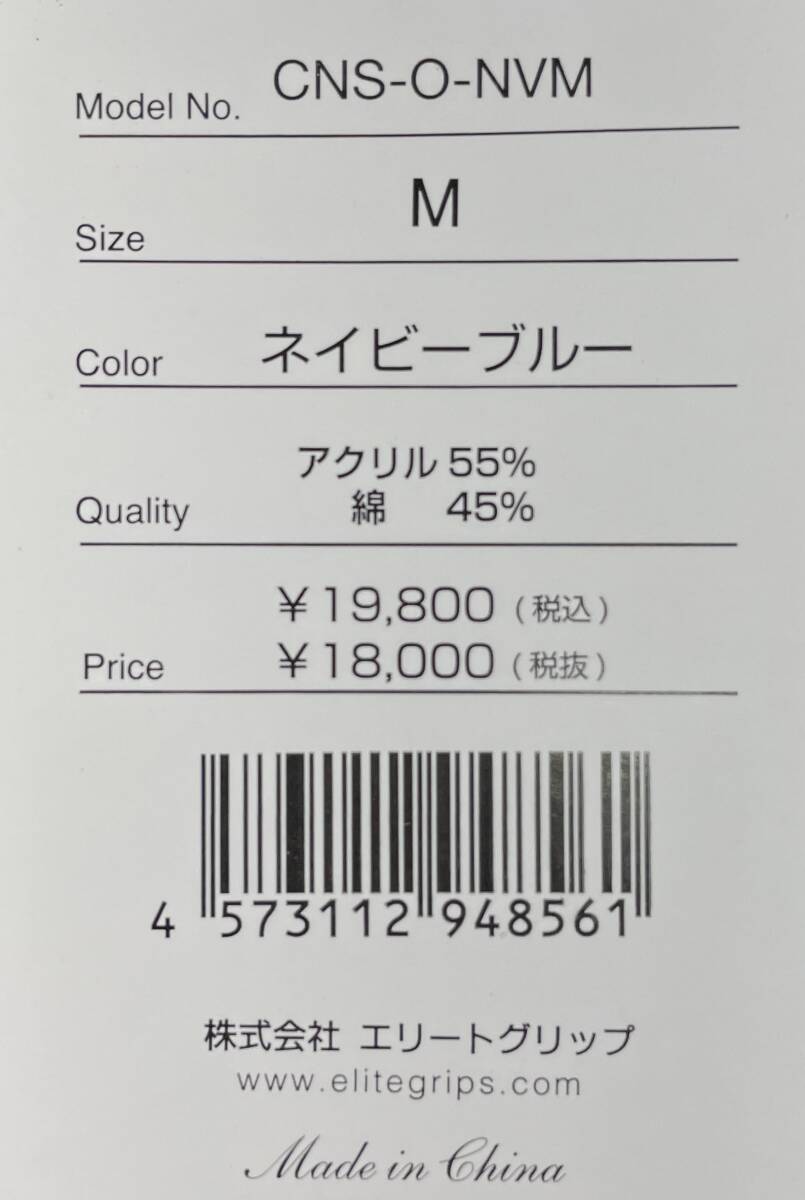 Model No. CNS-O-NVM
Size M
Color ネイビーブルー
アクリル 55%
Quality 綿 45%
¥19,800 (税込)
Price ¥18,000 (税抜)
4 573112 948561
株式会社 エリートグリップ
www.elitegrips.com
Made in China